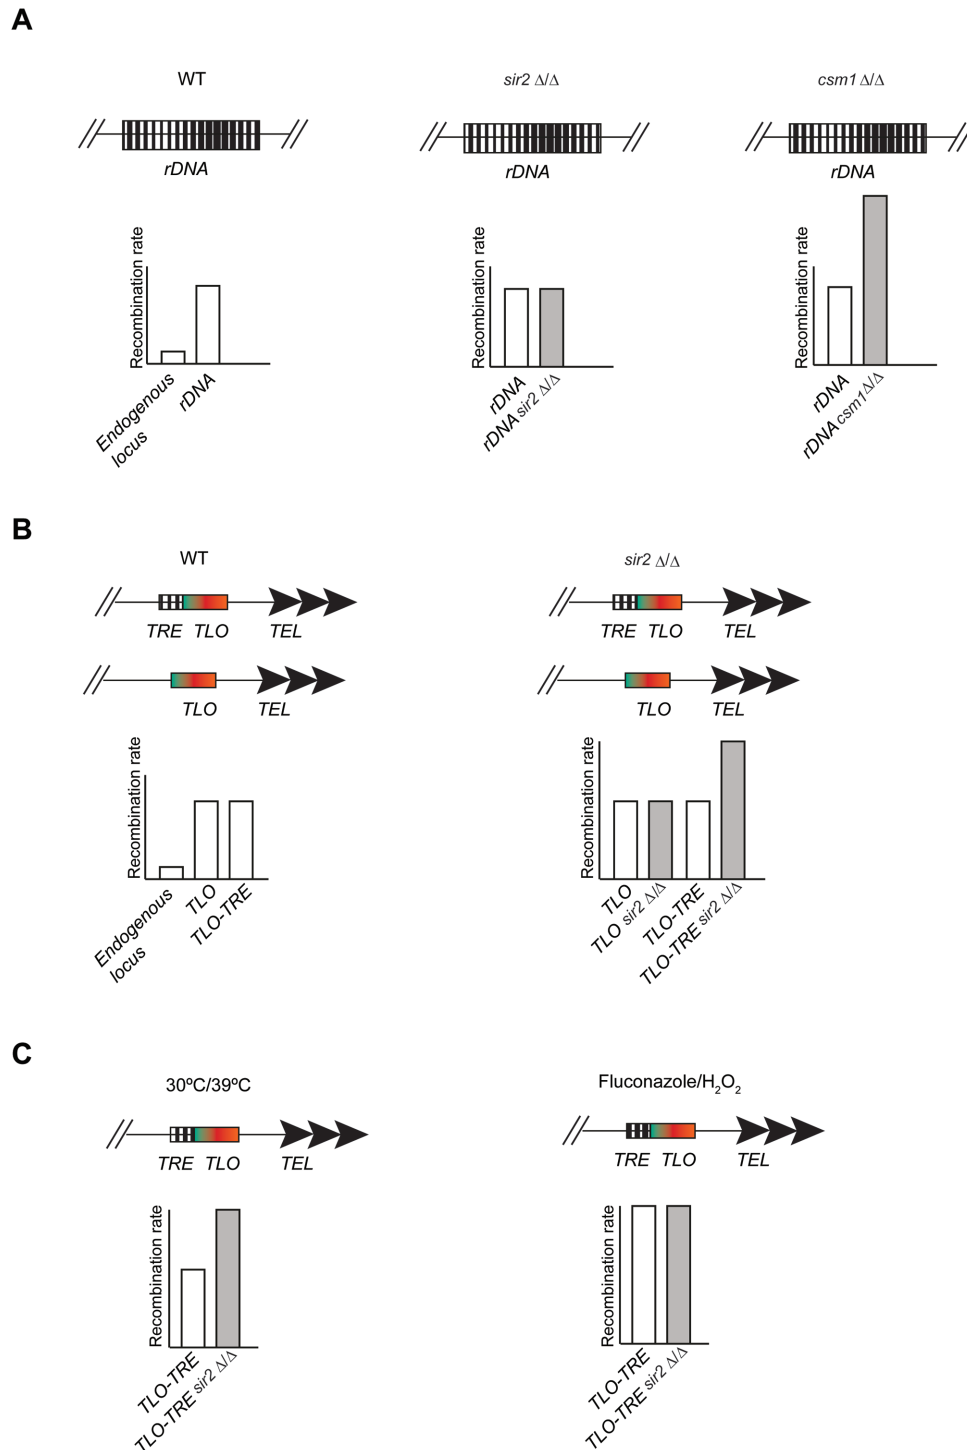 A
WT
sir2 Δ/Δ
csm1 Δ/Δ
rDNA
rDNA
rDNA
Recombination rate
Endogenous
locus
rDNA
Recombination rate
rDNA
rDNA sir2 Δ/Δ
Recombination rate
rDNA
rDNA csm1Δ/Δ
B
WT
sir2 Δ/Δ
TRE TLO TEL
TRE TLO TEL
TLO TEL
TLO TEL
Recombination rate
Endogenous
locus
TLO
TLO-TRE
Recombination rate
TLO
TLO sir2 Δ/Δ
TLO-TRE
TLO-TRE sir2 Δ/Δ
C
30ºC/39ºC
Fluconazole/H₂O₂
TRE TLO TEL
TRE TLO TEL
Recombination rate
TLO-TRE
TLO-TRE sir2 Δ/Δ
Recombination rate
TLO-TRE
TLO-TRE sir2 Δ/Δ